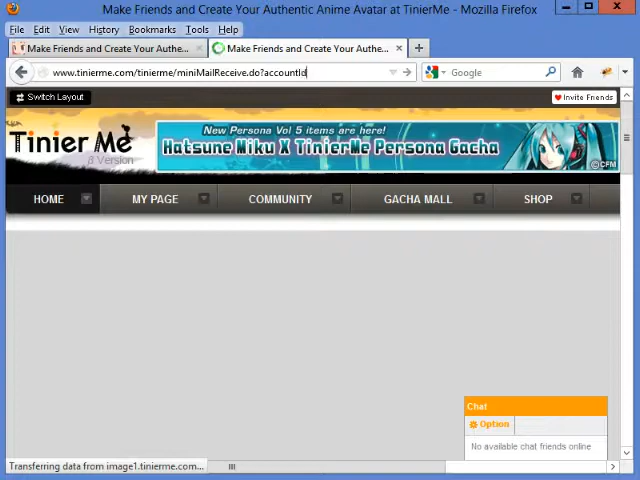 Make Friends and Create Your Authentic Anime Avatar at TinierMe - Mozilla Firefox
File Edit View History Bookmarks Tools Help
Make Friends and Create Your Authe... Make Friends and Create Your Authe...
www.tinierme.com/tinierme/miniMailReceive.do?accountId Google
Switch Layout Invite Friends
Tinier Me
β Version
New Persona Vol 5 items are here!
Hatsune Miku X TinierMe Persona Gacha
©CFM
HOME MY PAGE COMMUNITY GACHA MALL SHOP
Chat
Option
No available chat friends online
Transferring data from image1.tinierme.com...